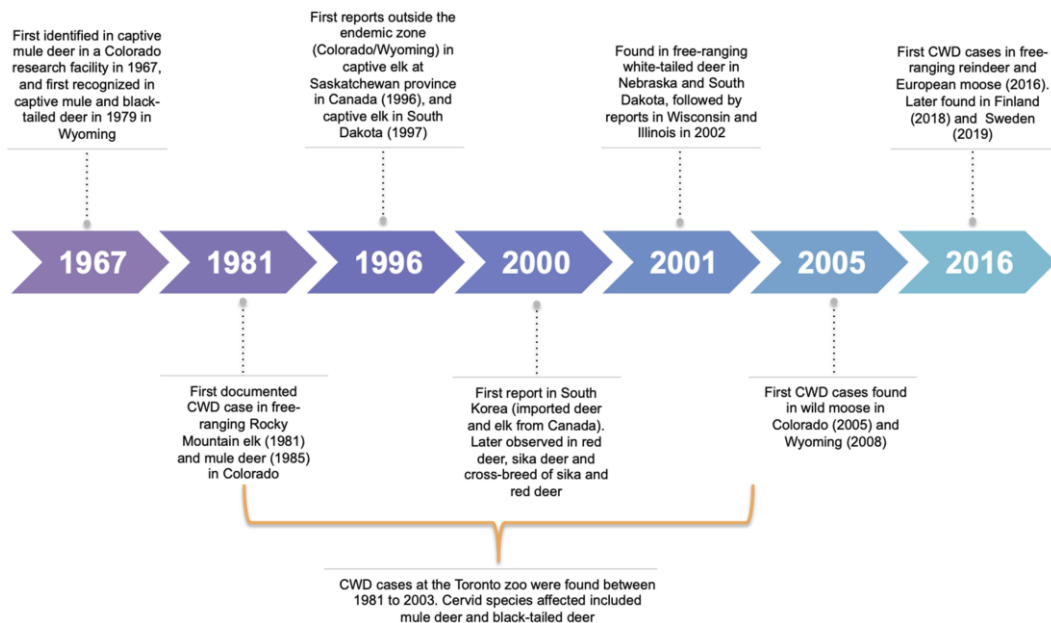 First identified in captive
mule deer in a Colorado
research facility in 1967,
and first recognized in
captive mule and black-
tailed deer in 1979 in
Wyoming
First reports outside the
endemic zone
(Colorado/Wyoming) in
captive elk at
Saskatchewan province
in Canada (1996), and
captive elk in South
Dakota (1997)
Found in free-ranging
white-tailed deer in
Nebraska and South
Dakota, followed by
reports in Wisconsin and
Illinois in 2002
First CWD cases in free-
ranging reindeer and
European moose (2016).
Later found in Finland
(2018) and Sweden
(2019)
1967
1981
1996
2000
2001
2005
2016
First documented
CWD case in free-
ranging Rocky
Mountain elk (1981)
and mule deer (1985)
in Colorado
First report in South
Korea (imported deer
and elk from Canada).
Later observed in red
deer, sika deer and
cross-breed of sika and
red deer
First CWD cases found
in wild moose in
Colorado (2005) and
Wyoming (2008)
CWD cases at the Toronto zoo were found between
1981 to 2003. Cervid species affected included
mule deer and black-tailed deer